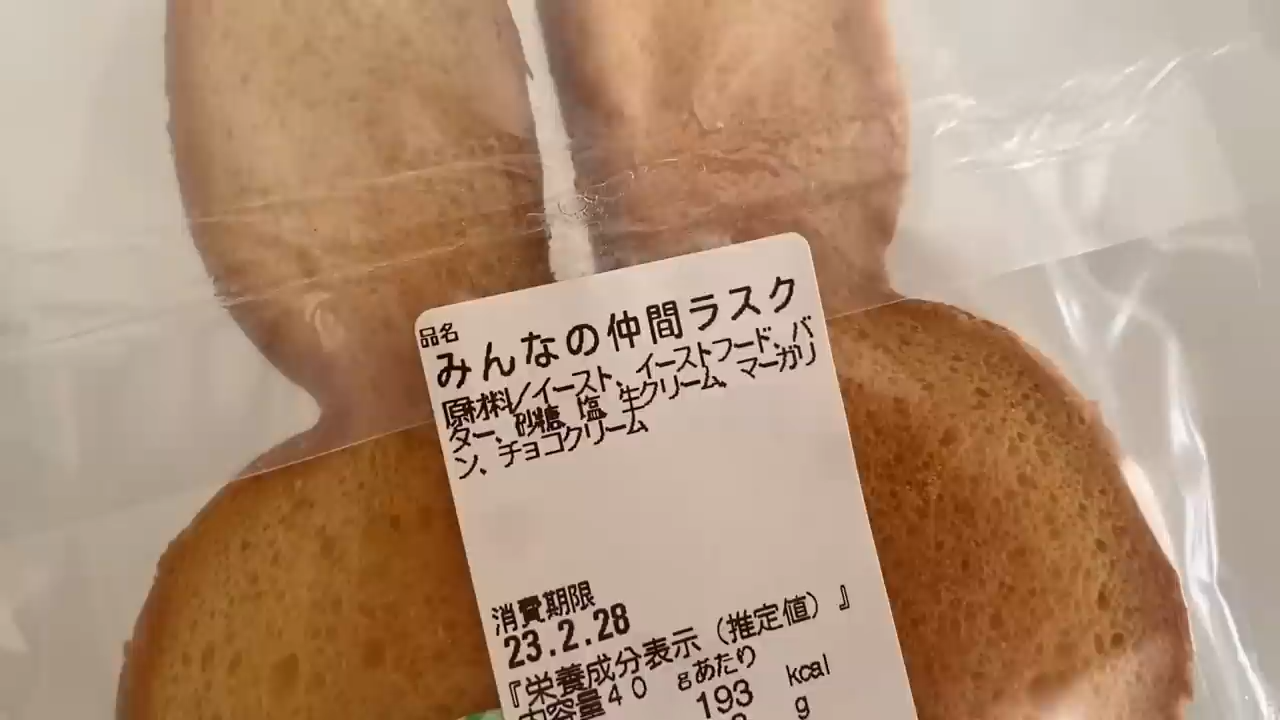 品名
みんなの仲間ラスク
原材料/イースト、イーストフード、バ
ター、砂糖、塩、生クリーム、マーガリ
ン、チョコクリーム
消費期限
23.2.28
『栄養成分表示（推定値）』
内容量40gあたり
193 kcal
g